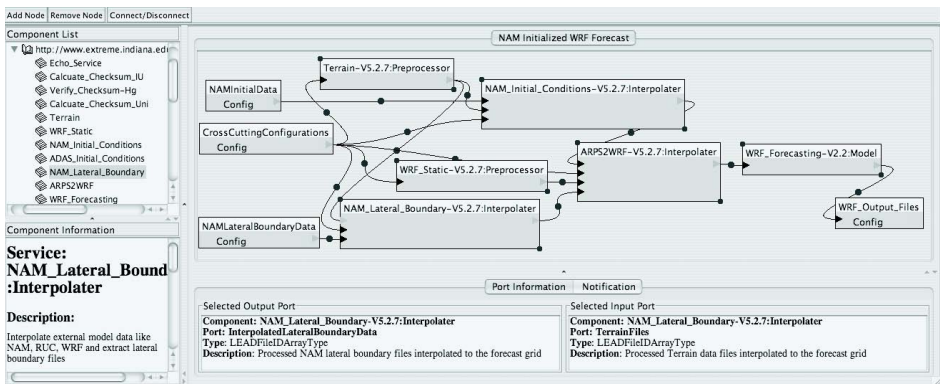 Add Node Remove Node Connect/Disconnect
Component List
http://www.extreme.indiana.edu
Echo_Service
Calcuate_Checksum_IU
Verify_Checksum-Hg
Calcuate_Checksum_Uni
Terrain
WRF_Static
NAM_Initial_Conditions
ADAS_Initial_Conditions
NAM_Lateral_Boundary
ARPS2WRF
WRF_Forecasting
Component Information
Service:
NAM_Lateral_Bound
:Interpolater
Description:
Interpolate external model data like
NAM, RUC, WRF and extract lateral
boundary files
NAM Initialized WRF Forecast
Terrain-V5.2.7:Preprocessor
NAMInitialData
Config
NAM_Initial_Conditions-V5.2.7:Interpolater
CrossCuttingConfigurations
Config
ARPS2WRF-V5.2.7:Interpolater
WRF_Forecasting-V2.2:Model
WRF_Static-V5.2.7:Preprocessor
NAM_Lateral_Boundary-V5.2.7:Interpolater
WRF_Output_Files
Config
NAMLateralBoundaryData
Config
Port Information Notification
Selected Output Port
Component: NAM_Lateral_Boundary-V5.2.7:Interpolater
Port: InterpolatedLateralBoundaryData
Type: LEADFileIDArrayType
Description: Processed NAM lateral boundary files interpolated to the forecast grid
Selected Input Port
Component: NAM_Lateral_Boundary-V5.2.7:Interpolater
Port: TerrainFiles
Type: LEADFileIDArrayType
Description: Processed Terrain data files interpolated to the forecast grid